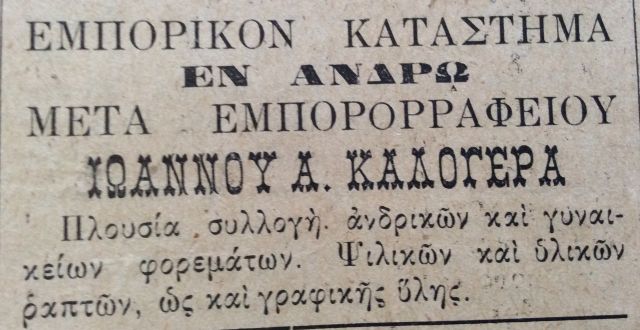 ΕΜΠΟΡΙΚΟΝ ΚΑΤΑΣΤΗΜΑ
ΕΝ ΑΝΔΡΩ
ΜΕΤΑ ΕΜΠΟΡΟΡΡΑΦΕΙΟΥ
ΙΩΑΝΝΟΥ Α. ΚΑΛΟΓΕΡΑ
Πλουσία συλλογὴ. ἀνδρικῶν καὶ γυναι-
κείων φορεμάτων. Ψιλικῶν καὶ ὑλικῶν
ῥαπτῶν, ὡς καὶ γραφικῆς ὕλης.